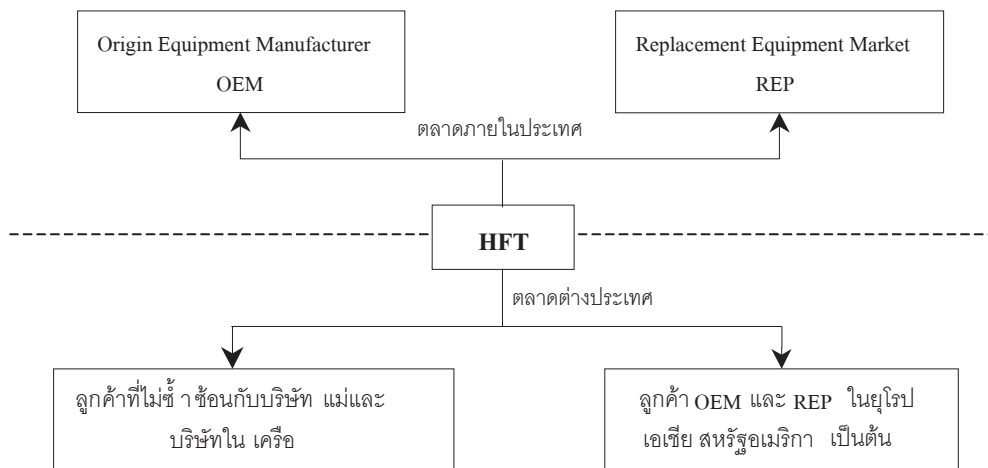 Origin Equipment Manufacturer
OEM
Replacement Equipment Market
REP
ตลาดภายในประเทศ
HFT
ตลาดต่างประเทศ
ลูกค้าที่ไม่ซ้ำซ้อนกับบริษัท แม่และ
บริษัทใน เครือ
ลูกค้า OEM และ REP ในยุโรป
เอเชีย สหรัฐอเมริกา เป็นต้น